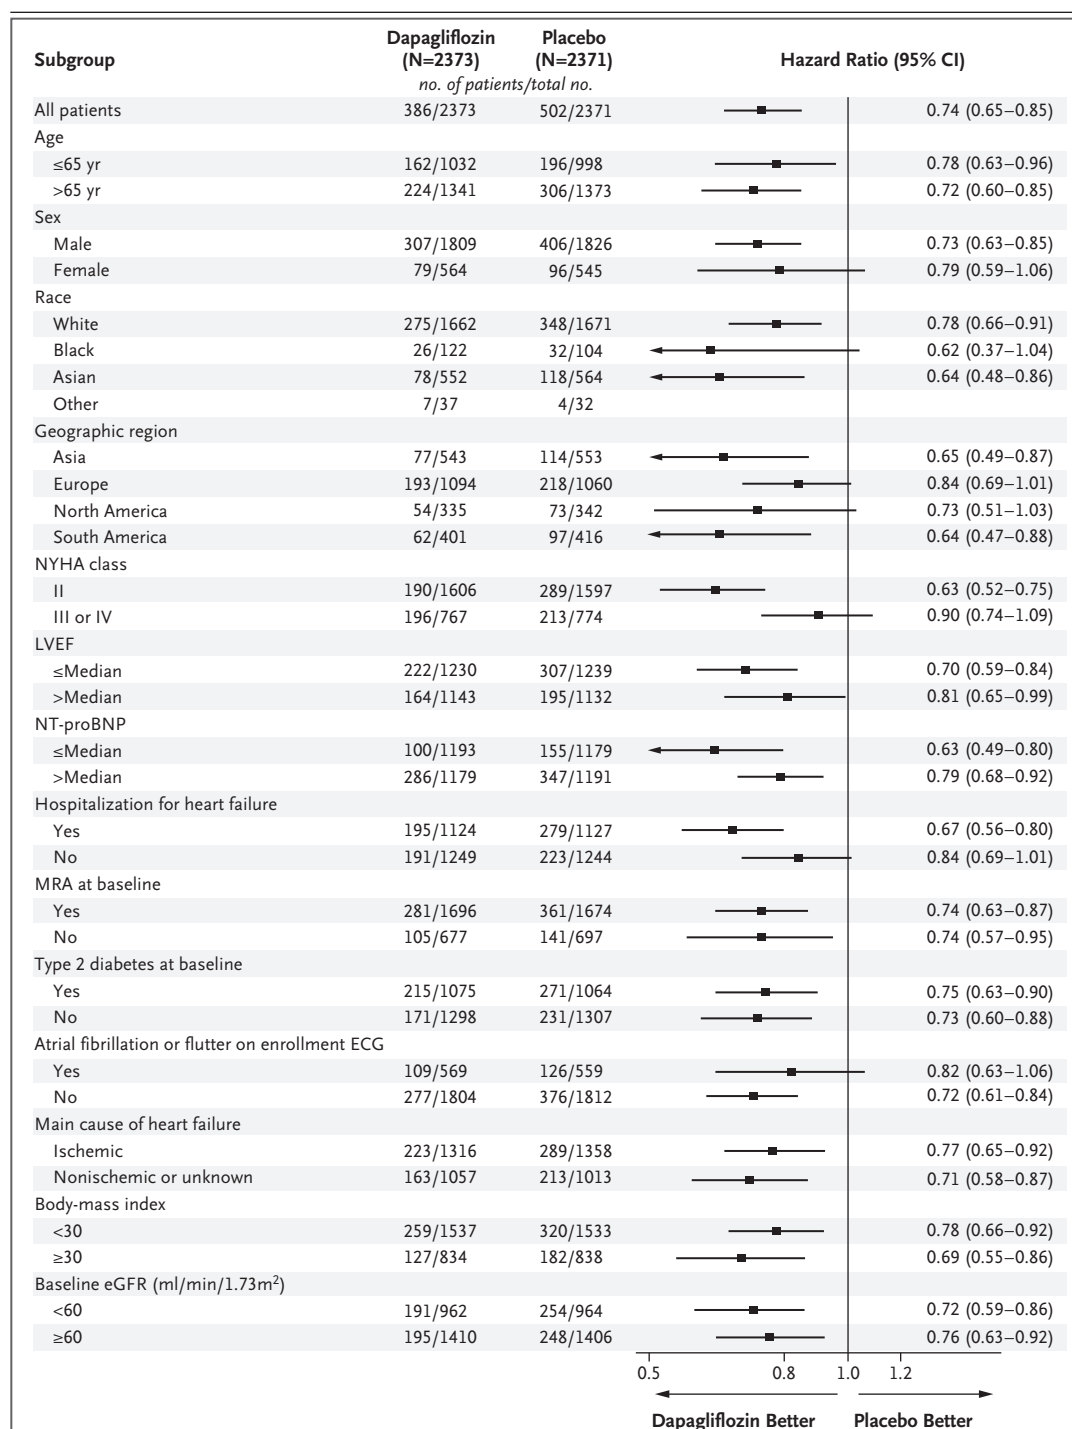 Subgroup Dapagliflozin (N=2373) Placebo (N=2371) Hazard Ratio (95% CI)
no. of patients/total no.
All patients 386/2373 502/2371 0.74 (0.65–0.85)
Age
≤65 yr 162/1032 196/998 0.78 (0.63–0.96)
>65 yr 224/1341 306/1373 0.72 (0.60–0.85)
Sex
Male 307/1809 406/1826 0.73 (0.63–0.85)
Female 79/564 96/545 0.79 (0.59–1.06)
Race
White 275/1662 348/1671 0.78 (0.66–0.91)
Black 26/122 32/104 0.62 (0.37–1.04)
Asian 78/552 118/564 0.64 (0.48–0.86)
Other 7/37 4/32
Geographic region
Asia 77/543 114/553 0.65 (0.49–0.87)
Europe 193/1094 218/1060 0.84 (0.69–1.01)
North America 54/335 73/342 0.73 (0.51–1.03)
South America 62/401 97/416 0.64 (0.47–0.88)
NYHA class
II 190/1606 289/1597 0.63 (0.52–0.75)
III or IV 196/767 213/774 0.90 (0.74–1.09)
LVEF
≤Median 222/1230 307/1239 0.70 (0.59–0.84)
>Median 164/1143 195/1132 0.81 (0.65–0.99)
NT-proBNP
≤Median 100/1193 155/1179 0.63 (0.49–0.80)
>Median 286/1179 347/1191 0.79 (0.68–0.92)
Hospitalization for heart failure
Yes 195/1124 279/1127 0.67 (0.56–0.80)
No 191/1249 223/1244 0.84 (0.69–1.01)
MRA at baseline
Yes 281/1696 361/1674 0.74 (0.63–0.87)
No 105/677 141/697 0.74 (0.57–0.95)
Type 2 diabetes at baseline
Yes 215/1075 271/1064 0.75 (0.63–0.90)
No 171/1298 231/1307 0.73 (0.60–0.88)
Atrial fibrillation or flutter on enrollment ECG
Yes 109/569 126/559 0.82 (0.63–1.06)
No 277/1804 376/1812 0.72 (0.61–0.84)
Main cause of heart failure
Ischemic 223/1316 289/1358 0.77 (0.65–0.92)
Nonischemic or unknown 163/1057 213/1013 0.71 (0.58–0.87)
Body-mass index
<30 259/1537 320/1533 0.78 (0.66–0.92)
≥30 127/834 182/838 0.69 (0.55–0.86)
Baseline eGFR (ml/min/1.73m²)
<60 191/962 254/964 0.72 (0.59–0.86)
≥60 195/1410 248/1406 0.76 (0.63–0.92)
0.5 0.8 1.0 1.2
Dapagliflozin Better Placebo Better